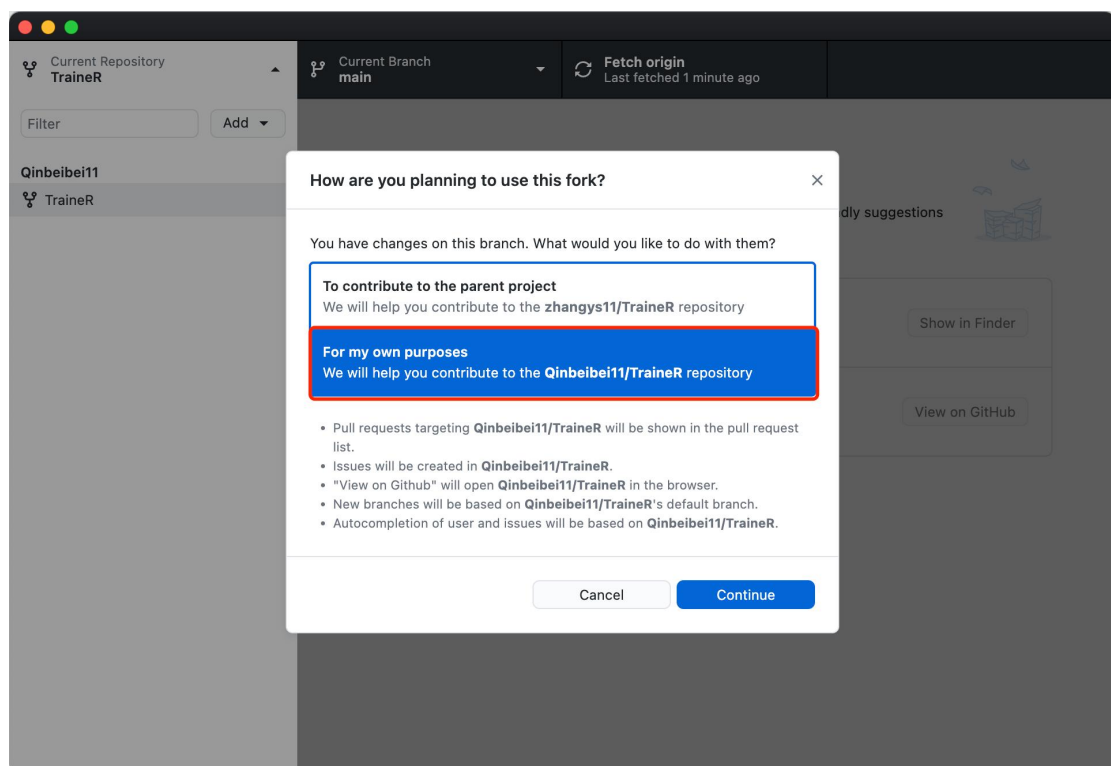 Current Repository
TraineR
Current Branch
main
Fetch origin
Last fetched 1 minute ago
Filter
Add
Qinbeibei11
TraineR
How are you planning to use this fork?
dly suggestions
You have changes on this branch. What would you like to do with them?
To contribute to the parent project
We will help you contribute to the zhangys11/TraineR repository
Show in Finder
For my own purposes
We will help you contribute to the Qinbeibei11/TraineR repository
View on GitHub
• Pull requests targeting Qinbeibei11/TraineR will be shown in the pull request
list.
• Issues will be created in Qinbeibei11/TraineR.
• "View on Github" will open Qinbeibei11/TraineR in the browser.
• New branches will be based on Qinbeibei11/TraineR's default branch.
• Autocompletion of user and issues will be based on Qinbeibei11/TraineR.
Cancel
Continue